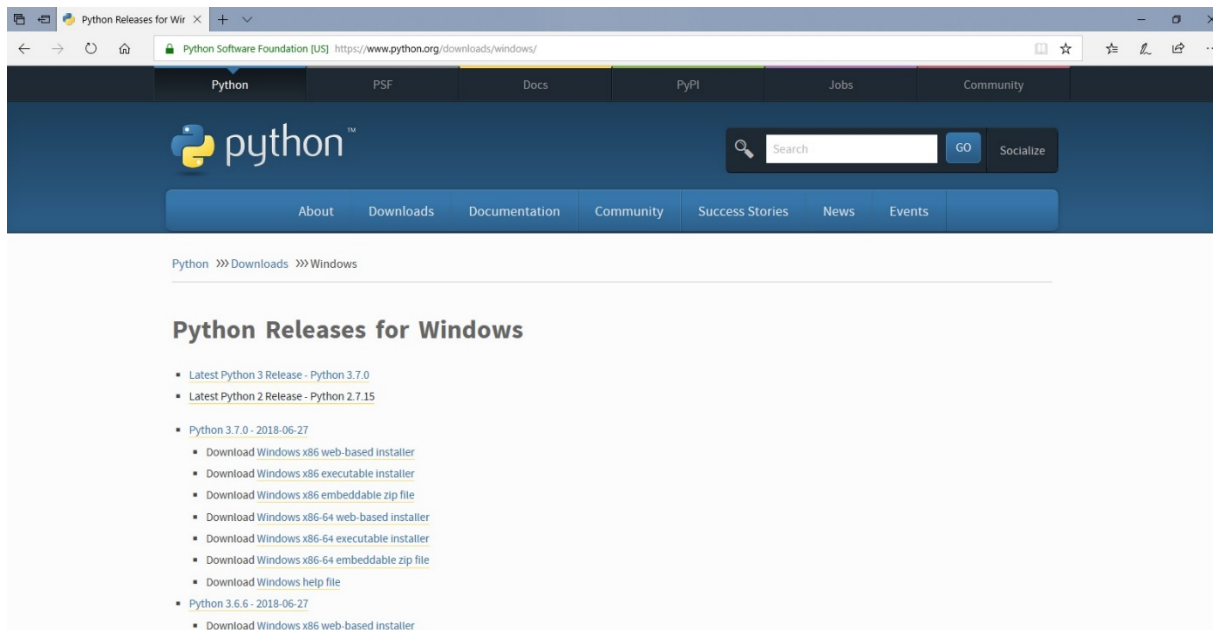 Python Releases for Wir
Python Software Foundation [US] https://www.python.org/downloads/windows/
Python PSF Docs PyPI Jobs Community
python™
Search GO Socialize
About Downloads Documentation Community Success Stories News Events
Python >>> Downloads >>> Windows
Python Releases for Windows
Latest Python 3 Release - Python 3.7.0
Latest Python 2 Release - Python 2.7.15
Python 3.7.0 - 2018-06-27
Download Windows x86 web-based installer
Download Windows x86 executable installer
Download Windows x86 embeddable zip file
Download Windows x86-64 web-based installer
Download Windows x86-64 executable installer
Download Windows x86-64 embeddable zip file
Download Windows help file
Python 3.6.6 - 2018-06-27
Download Windows x86 web-based installer